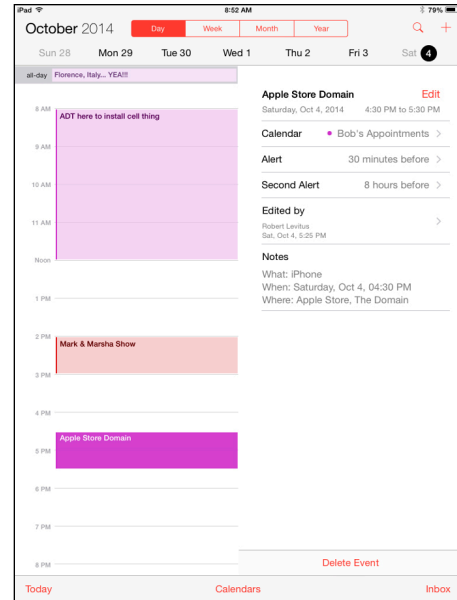 iPad 8:52 AM 79%
October 2014 Day Week Month Year
Sun 28 Mon 29 Tue 30 Wed 1 Thu 2 Fri 3 Sat 4
all-day Florence, Italy... YEA!!!
8 AM
ADT here to install cell thing
9 AM
10 AM
11 AM
Noon
1 PM
2 PM
Mark & Marsha Show
3 PM
4 PM
Apple Store Domain
5 PM
6 PM
7 PM
8 PM
Apple Store Domain Edit
Saturday, Oct 4, 2014 4:30 PM to 5:30 PM
Calendar Bob's Appointments >
Alert 30 minutes before >
Second Alert 8 hours before >
Edited by
Robert Levitus
Sat, Oct 4, 5:25 PM
Notes
What: iPhone
When: Saturday, Oct 4, 04:30 PM
Where: Apple Store, The Domain
Delete Event
Today Calendars Inbox